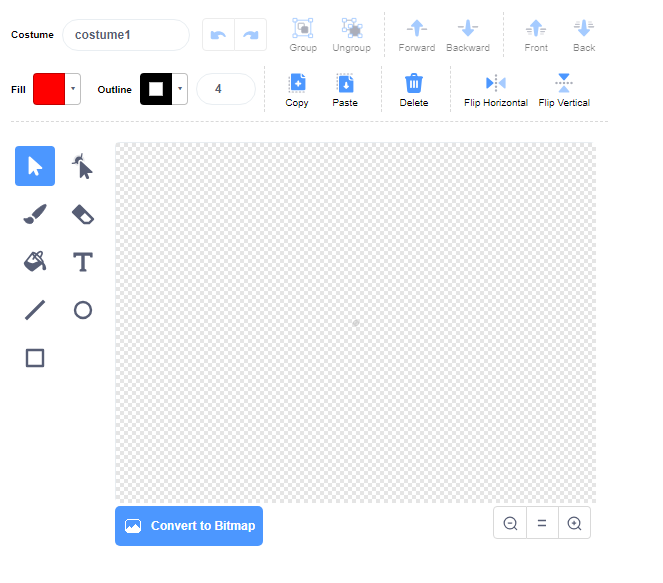 Costume costume1
Group Ungroup Forward Backward Front Back
Fill Outline 4
Copy Paste Delete Flip Horizontal Flip Vertical
Convert to Bitmap